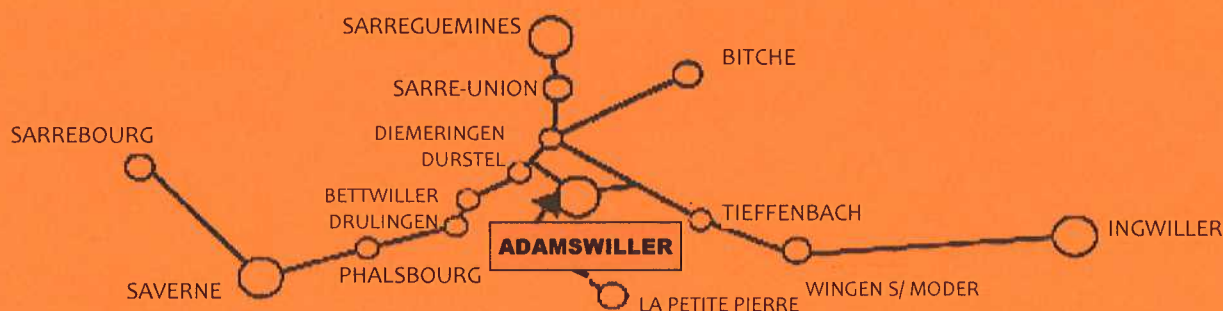 SARREGUEMINES
BITCHE
SARRE-UNION
SARREBOURG
DIEMERINGEN
DURSTEL
BETTWILLER
DRULINGEN
TIEFFENBACH
INGWILLER
ADAMSWILLER
PHALSBOURG
SAVERNE
LA PETITE PIERRE
WINGEN S/ MODER